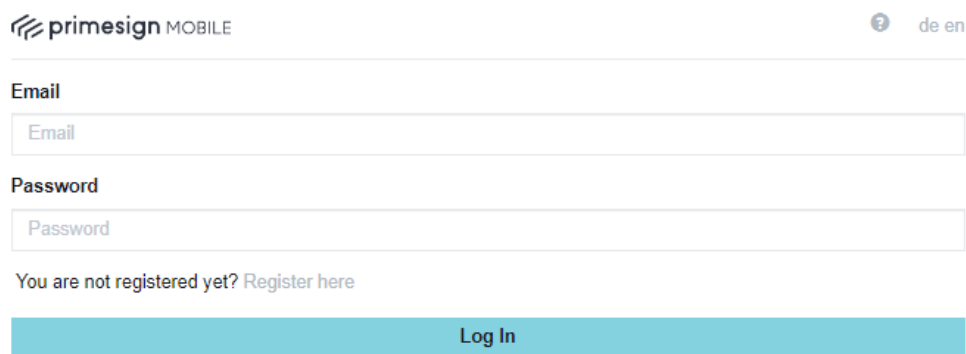 primesign MOBILE
? de en
Email
Email
Password
Password
You are not registered yet? Register here
Log In